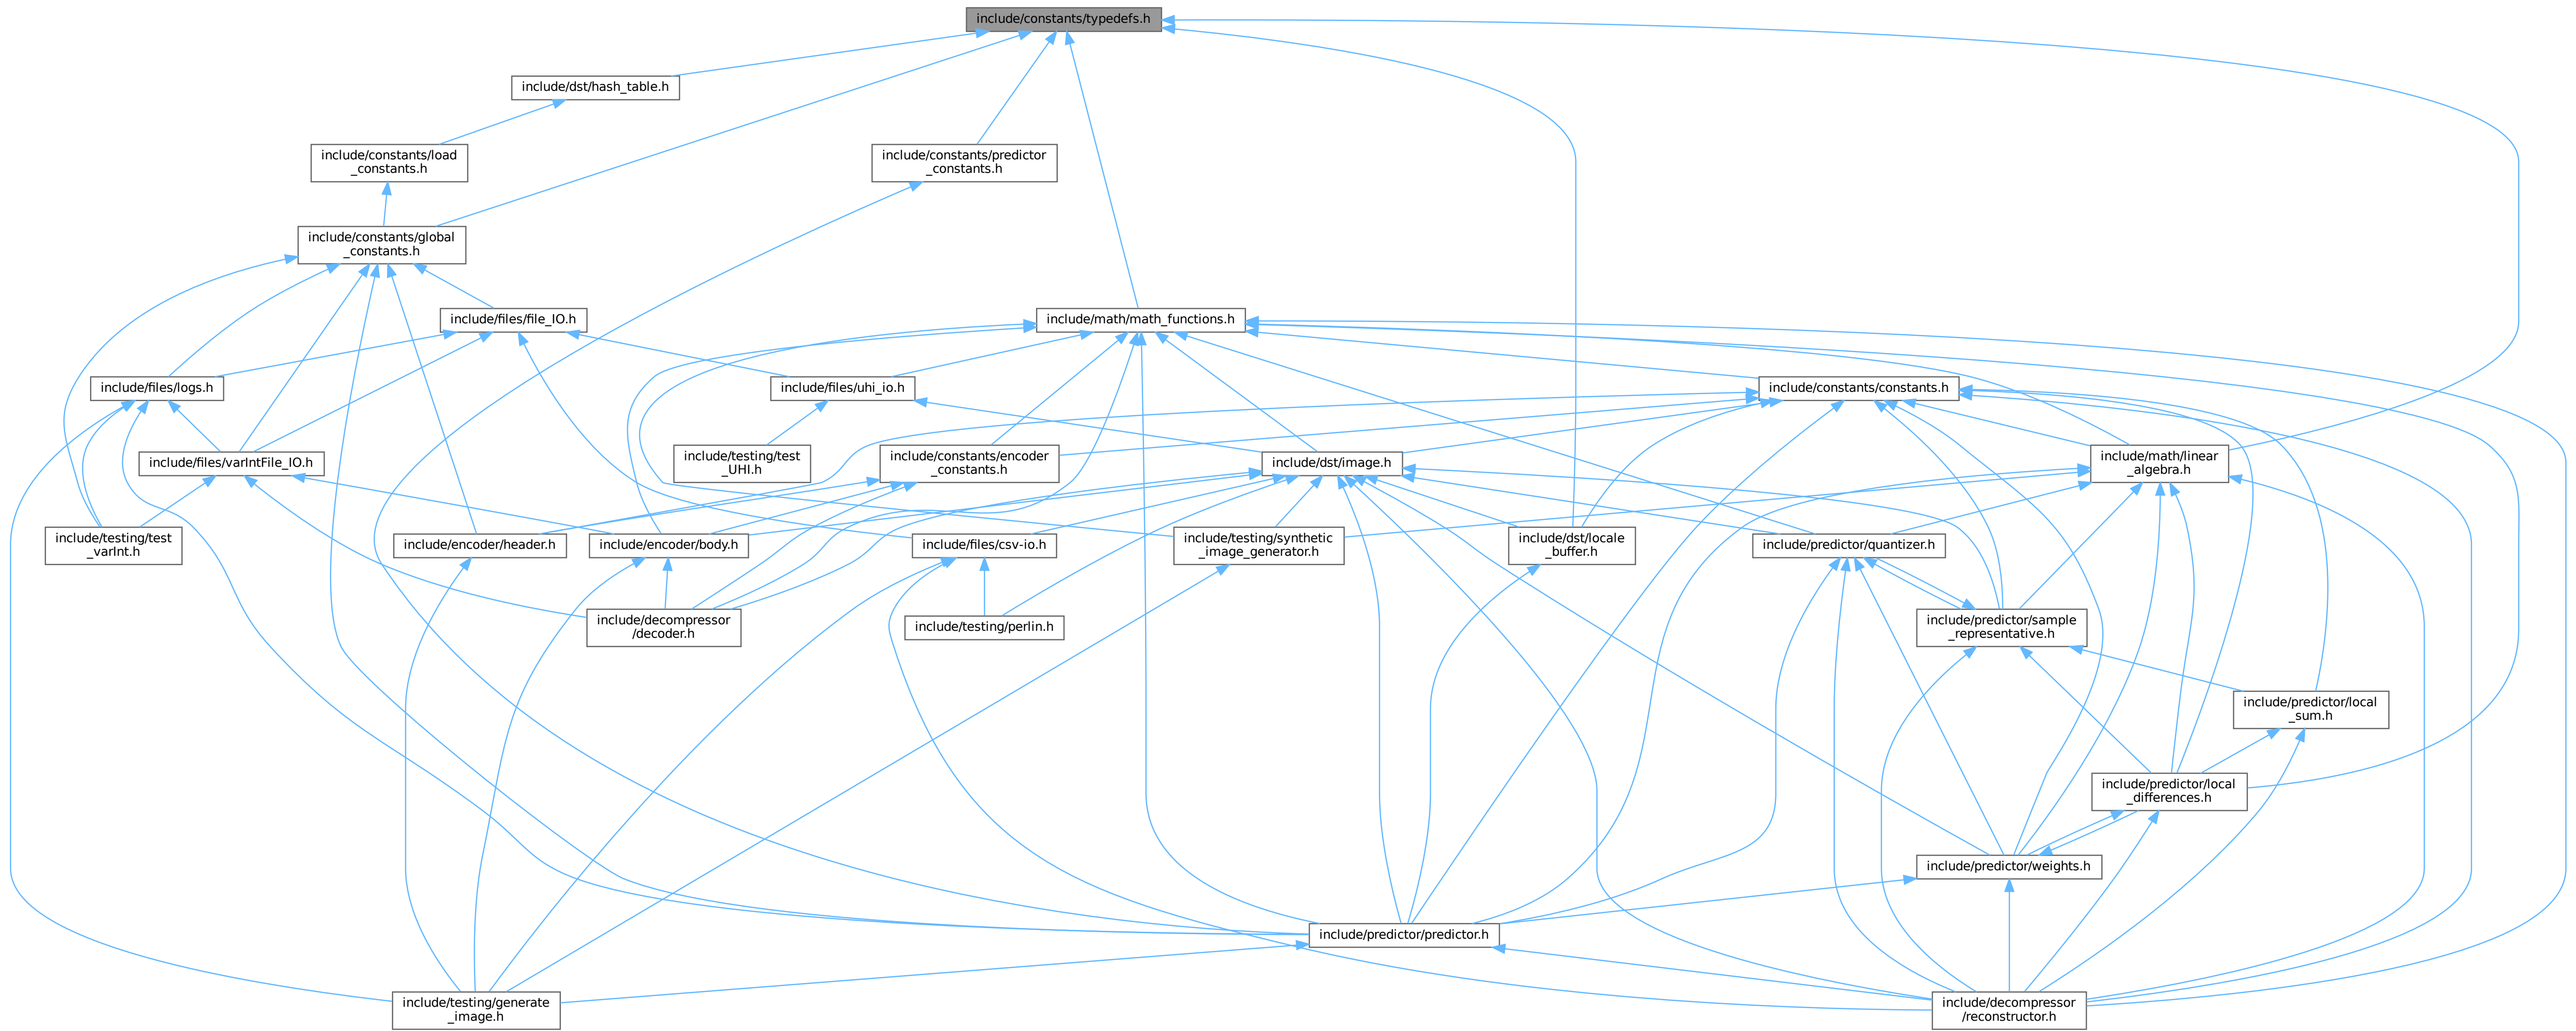 include/constants/typedefs.h
include/dst/hash_table.h
include/constants/load
_constants.h
include/constants/predictor
_constants.h
include/constants/global
_constants.h
include/files/file_IO.h
include/math/math_functions.h
include/files/logs.h
include/files/uhi_io.h
include/constants/constants.h
include/files/varIntFile_IO.h
include/testing/test
_UHI.h
include/constants/encoder
_constants.h
include/dst/image.h
include/math/linear
_algebra.h
include/testing/test
_varInt.h
include/encoder/header.h
include/encoder/body.h
include/files/csv-io.h
include/testing/synthetic
_image_generator.h
include/dst/locale
_buffer.h
include/predictor/quantizer.h
include/decompressor
/decoder.h
include/testing/perlin.h
include/predictor/sample
_representative.h
include/predictor/local
_sum.h
include/predictor/local
_differences.h
include/predictor/weights.h
include/predictor/predictor.h
include/testing/generate
_image.h
include/decompressor
/reconstructor.h